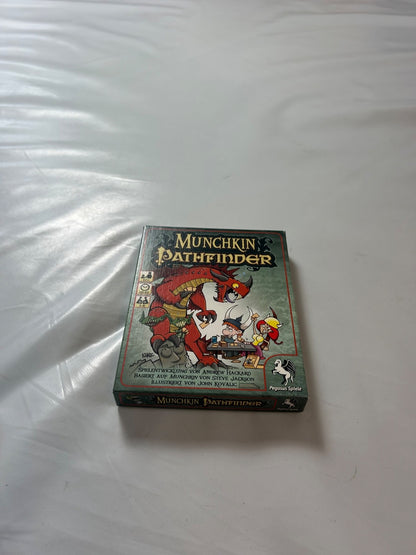 MUNCHKIN
PATHFINDER
SPIELENTWICKLUNG VON ANDREW HACKARD
BASIERT AUF MUNCHKIN VON STEVE JACKSON
ILLUSTRIERT VON JOHN KOVALIC
Pegasus Spiele
MUNCHKIN PATHFINDER